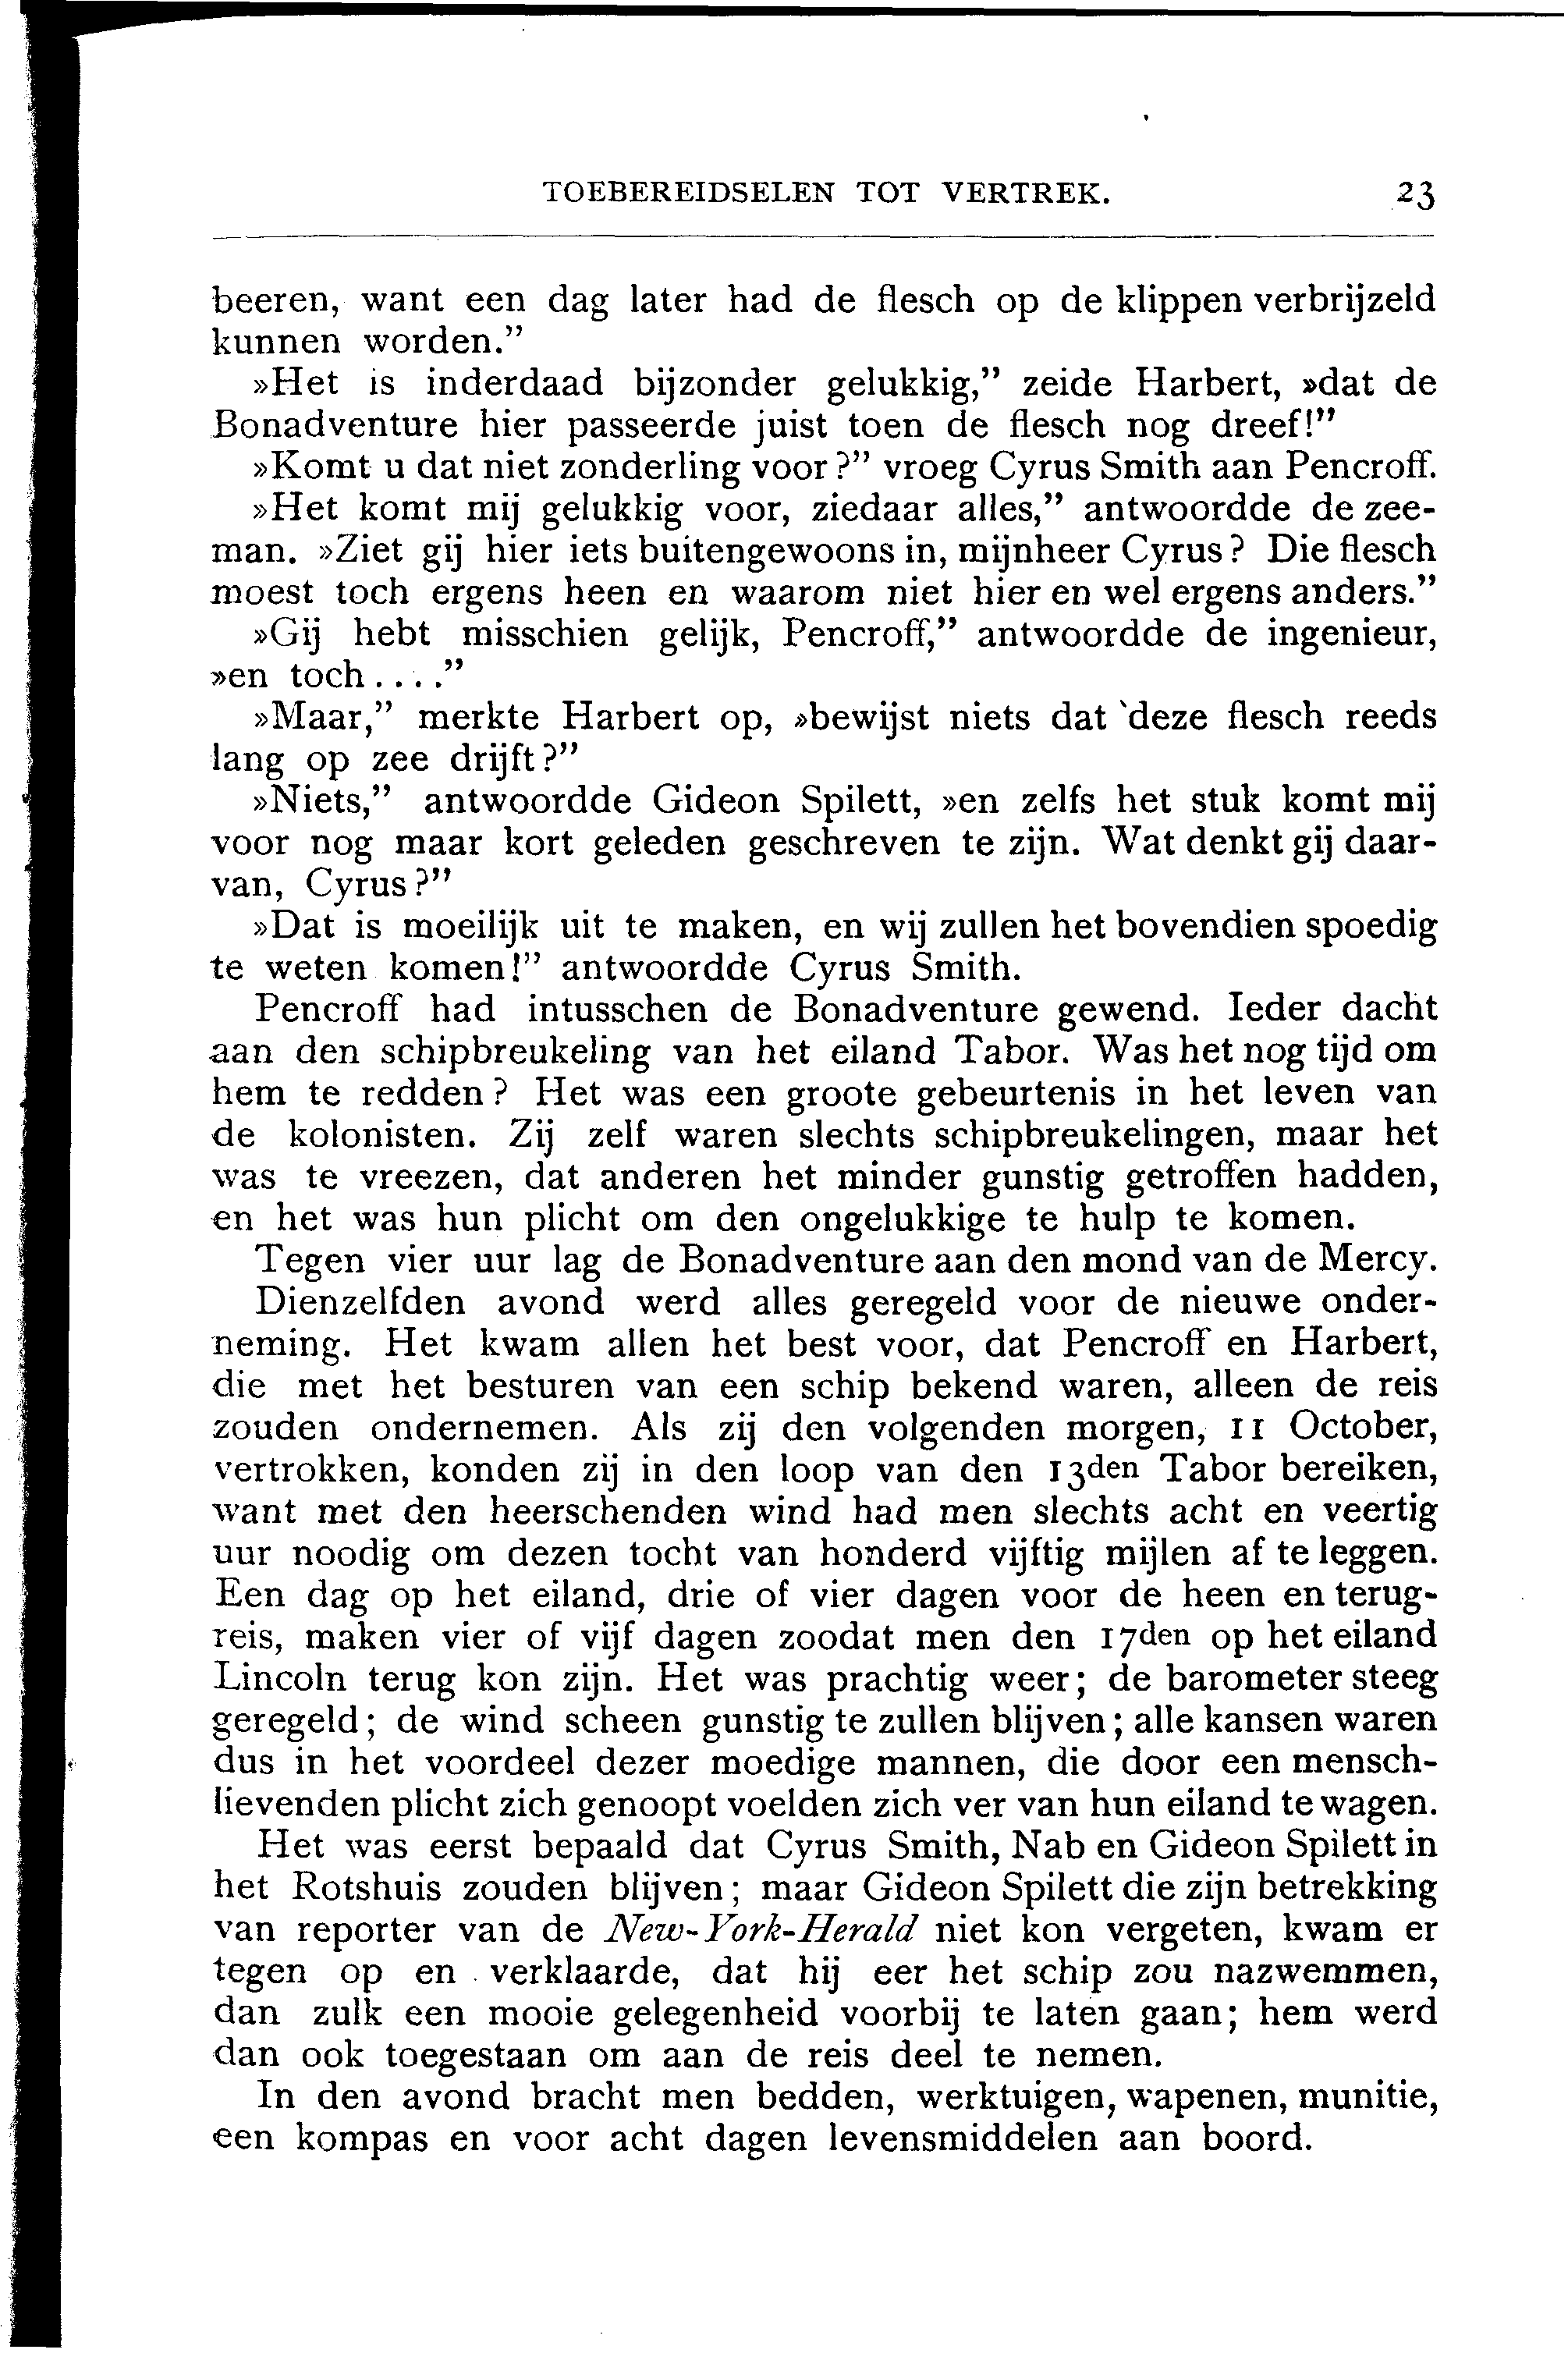 TOEBEREIDSELEN TOT VERTREK. 23
beeren, want een dag later had de flesch op de klippen verbrijzeld
kunnen worden.”
»Het is inderdaad bijzonder gelukkig,” zeide Harbert, »dat de
Bonadventure hier passeerde juist toen de flesch nog dreef!”
»Komt u dat niet zonderling voor?” vroeg Cyrus Smith aan Pencroff.
»Het komt mij gelukkig voor, ziedaar alles,” antwoordde de zee-
man. »Ziet gij hier iets buitengewoons in, mijnheer Cyrus? Die flesch
moest toch ergens heen en waarom niet hier en wel ergens anders.”
»Gij hebt misschien gelijk, Pencroff,” antwoordde de ingenieur,
»en toch ....”
»Maar,” merkte Harbert op, »bewijst niets dat deze flesch reeds
lang op zee drijft?”
»Niets,” antwoordde Gideon Spilett, »en zelfs het stuk komt mij
voor nog maar kort geleden geschreven te zijn. Wat denkt gij daar-
van, Cyrus?”
»Dat is moeilijk uit te maken, en wij zullen het bovendien spoedig
te weten komen!” antwoordde Cyrus Smith.
Pencroff had intusschen de Bonadventure gewend. Ieder dacht
aan den schipbreukeling van het eiland Tabor. Was het nog tijd om
hem te redden? Het was een groote gebeurtenis in het leven van
de kolonisten. Zij zelf waren slechts schipbreukelingen, maar het
was te vreezen, dat anderen het minder gunstig getroffen hadden,
en het was hun plicht om den ongelukkige te hulp te komen.
Tegen vier uur lag de Bonadventure aan den mond van de Mercy.
Dienzelfden avond werd alles geregeld voor de nieuwe onder-
neming. Het kwam allen het best voor, dat Pencroff en Harbert,
die met het besturen van een schip bekend waren, alleen de reis
zouden ondernemen. Als zij den volgenden morgen, 11 October,
vertrokken, konden zij in den loop van den 13den Tabor bereiken,
want met den heerschenden wind had men slechts acht en veertig
uur noodig om dezen tocht van honderd vijftig mijlen af te leggen.
Een dag op het eiland, drie of vier dagen voor de heen en terug-
reis, maken vier of vijf dagen zoodat men den 17den op het eiland
Lincoln terug kon zijn. Het was prachtig weer; de barometer steeg
geregeld; de wind scheen gunstig te zullen blijven; alle kansen waren
dus in het voordeel dezer moedige mannen, die door een mensch-
lievenden plicht zich genoopt voelden zich ver van hun eiland te wagen.
Het was eerst bepaald dat Cyrus Smith, Nab en Gideon Spilett in
het Rotshuis zouden blijven; maar Gideon Spilett die zijn betrekking
van reporter van de New-York-Herald niet kon vergeten, kwam er
tegen op en verklaarde, dat hij eer het schip zou nazwemmen,
dan zulk een mooie gelegenheid voorbij te laten gaan; hem werd
dan ook toegestaan om aan de reis deel te nemen.
In den avond bracht men bedden, werktuigen, wapenen, munitie,
een kompas en voor acht dagen levensmiddelen aan boord.